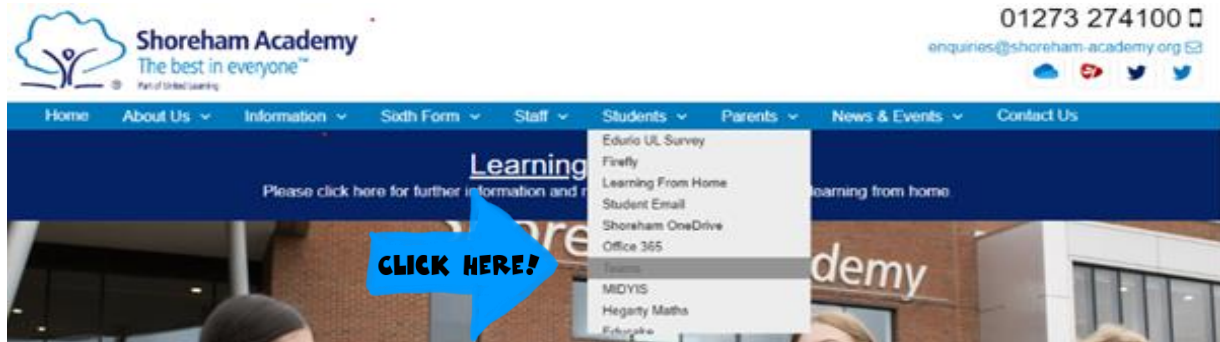 01273 274100
Shoreham Academy
The best in everyone™
Part of United Learning
enquiries@shoreham-academy.org
Home About Us Information Sixth Form Staff Students Parents News & Events Contact Us
Edurio UL Survey
Firefly
Learning From Home
Student Email
Shoreham OneDrive
Office 365
Teams
MIDYIS
Hegarty Maths
Educake
Learning
Please click here for further information and learning from home
CLICK HERE!
demy